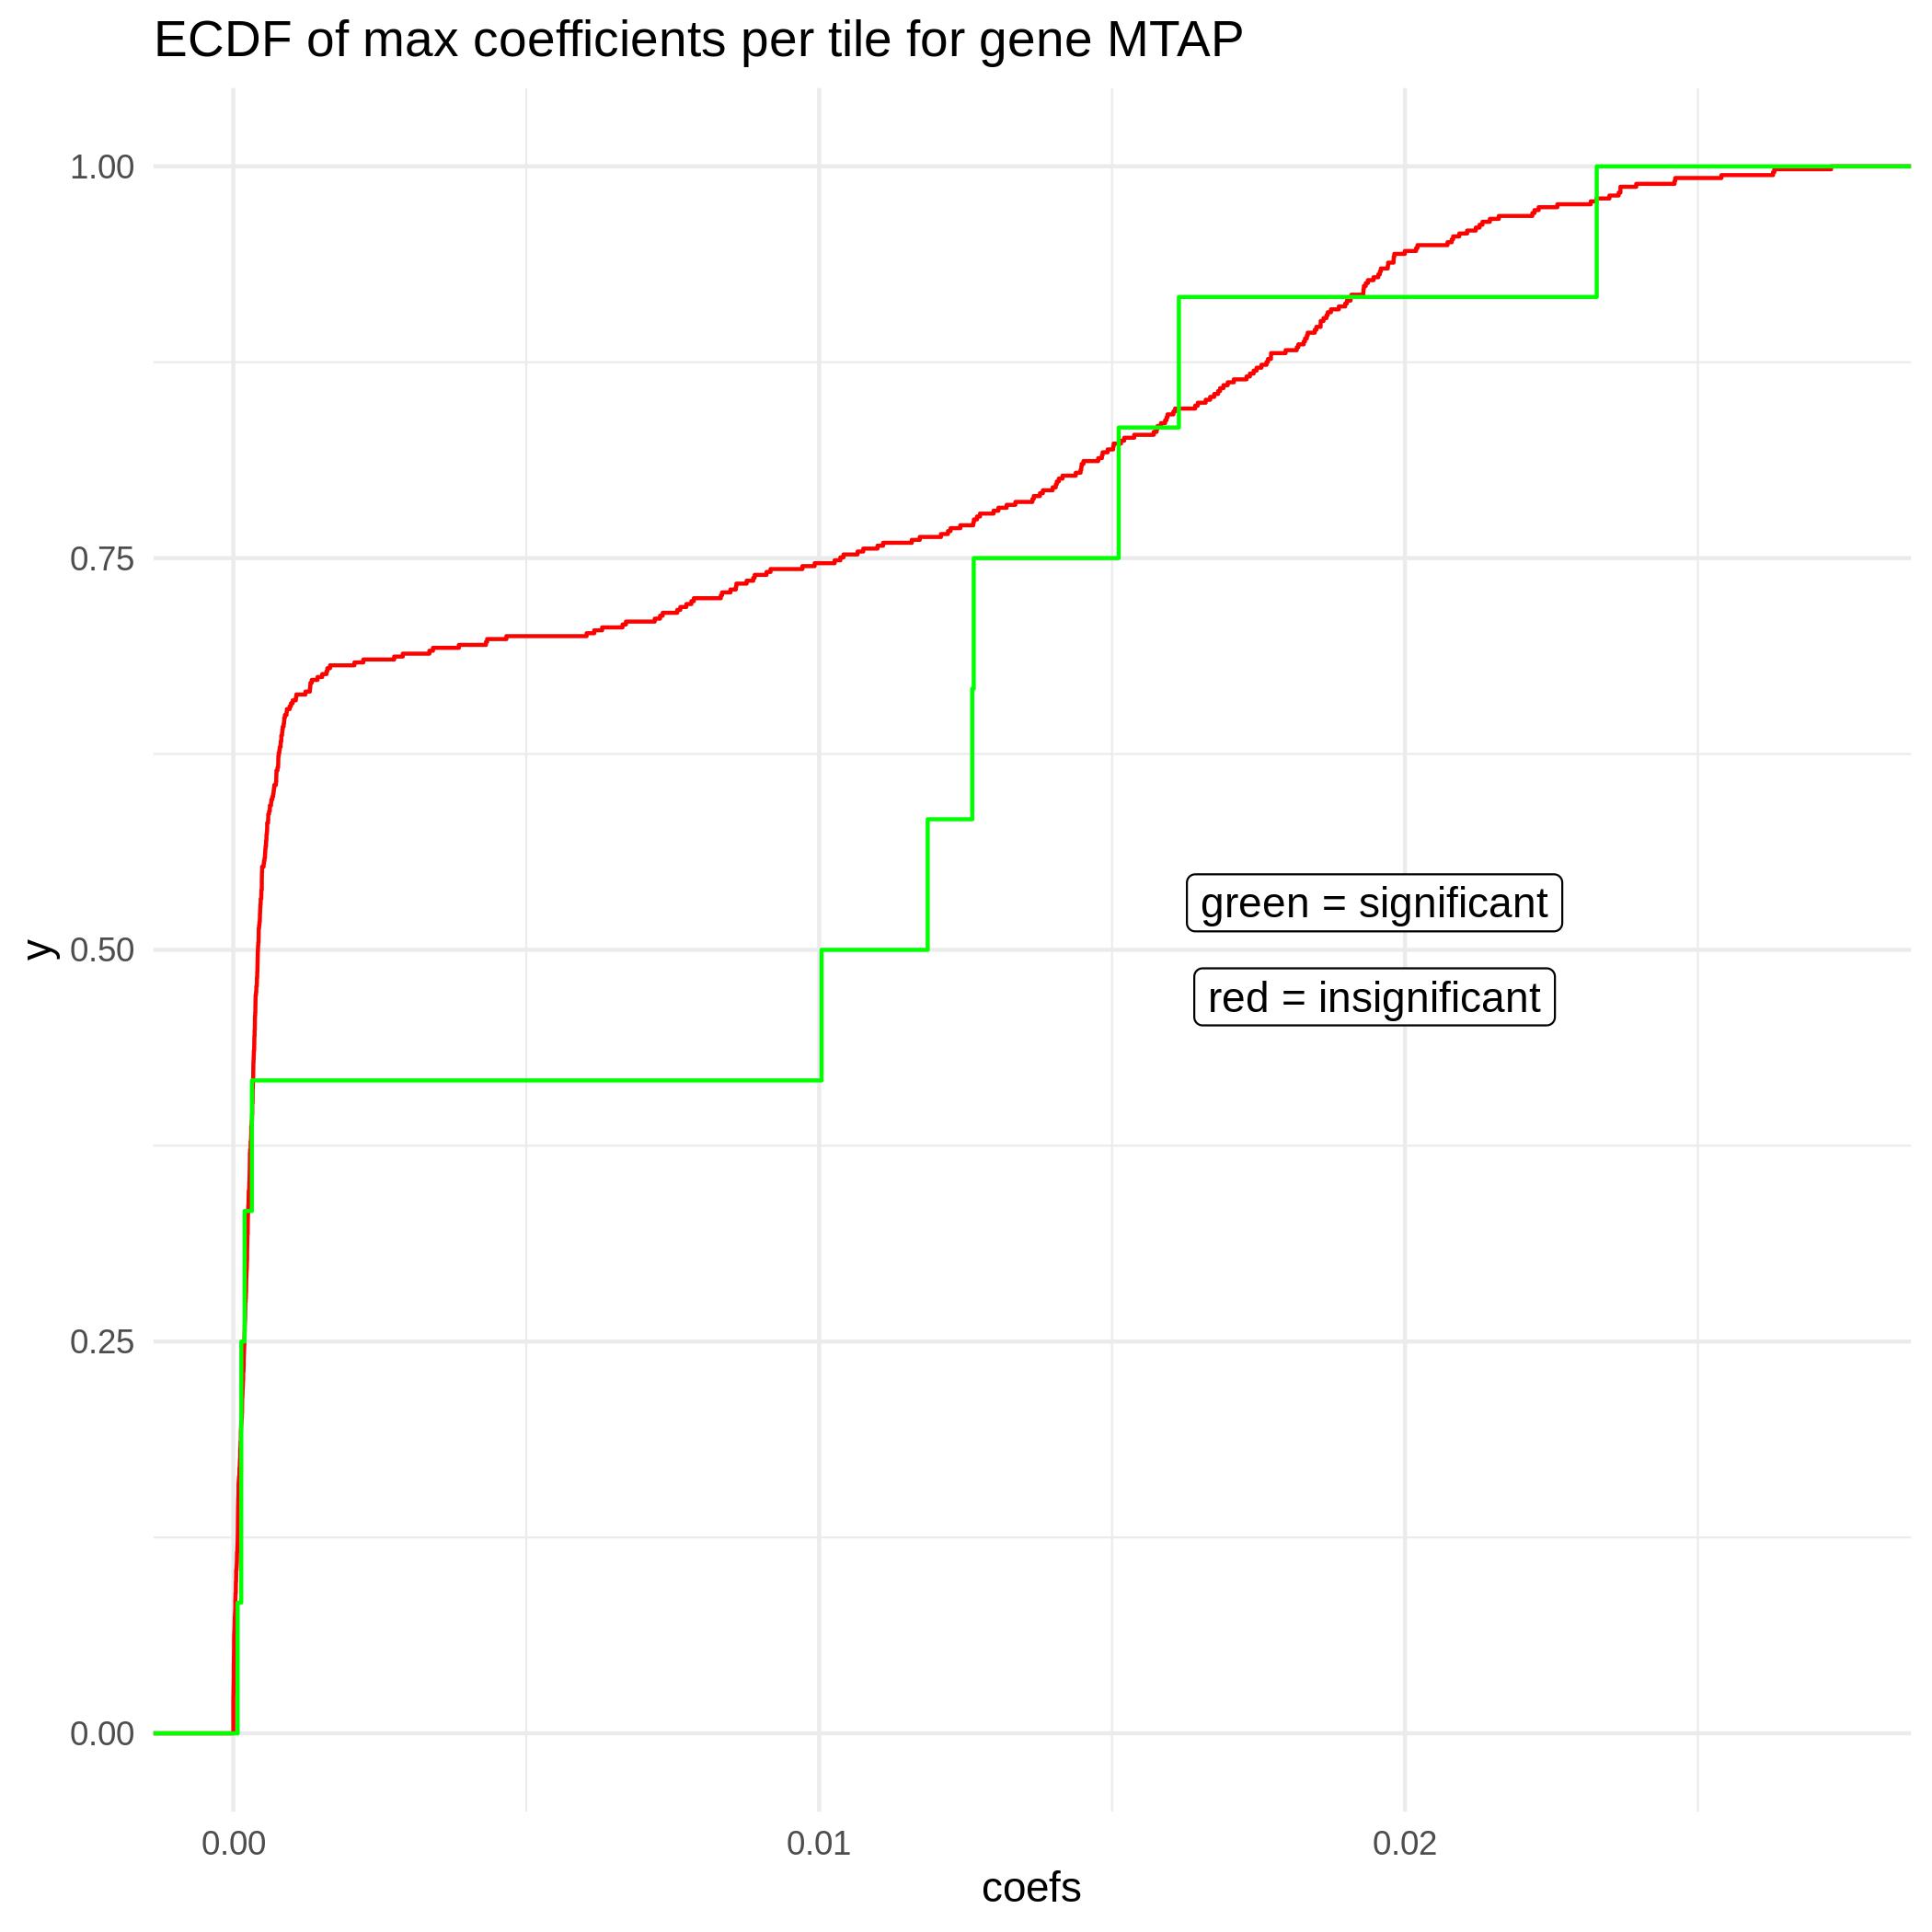 ECDF of max coefficients per tile for gene MTAP
1.00
0.75
0.50
0.25
0.00
y
green = significant
red = insignificant
0.00
0.01
0.02
coefs